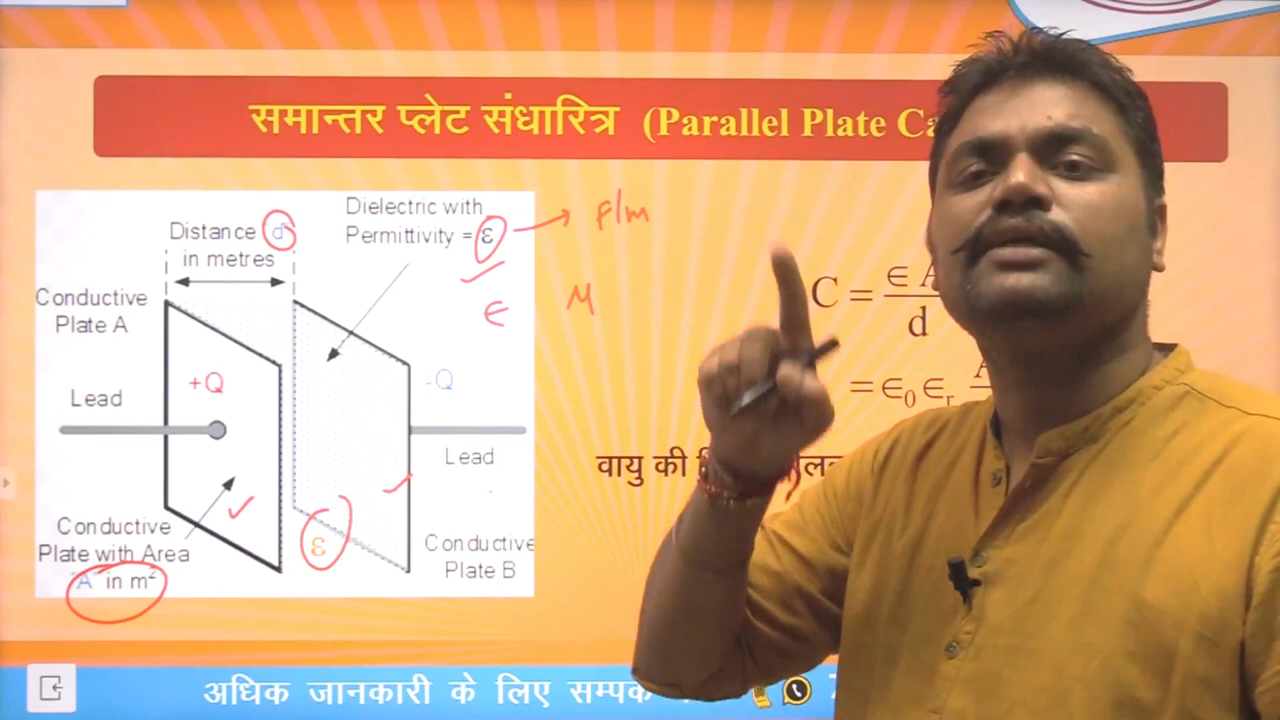 समान्तर प्लेट संधारित्र (Parallel Plate
Distance d
in metres
Dielectric with
Permittivity = ε
F/m
∈ M
Conductive
Plate A
+Q
-Q
Lead
Lead
Conductive
Plate with Area
"A" in m²
ε
Conductive
Plate B
C = ∈ A / d
= ∈₀ ∈ᵣ
वायु की
अधिक जानकारी के लिए सम्पर्क